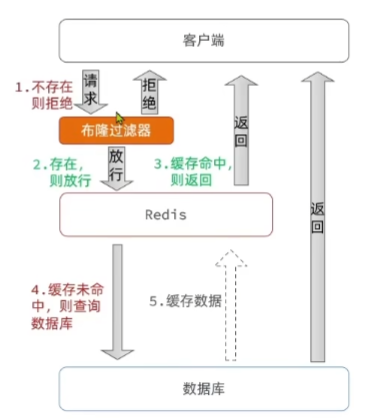 客户端
1.不存在
则拒绝
请求
拒绝
布隆过滤器
2.存在,
则放行
放行
3.缓存命中,
则返回
返回
Redis
返回
4.缓存未命
中，则查询
数据库
5.缓存数据
数据库